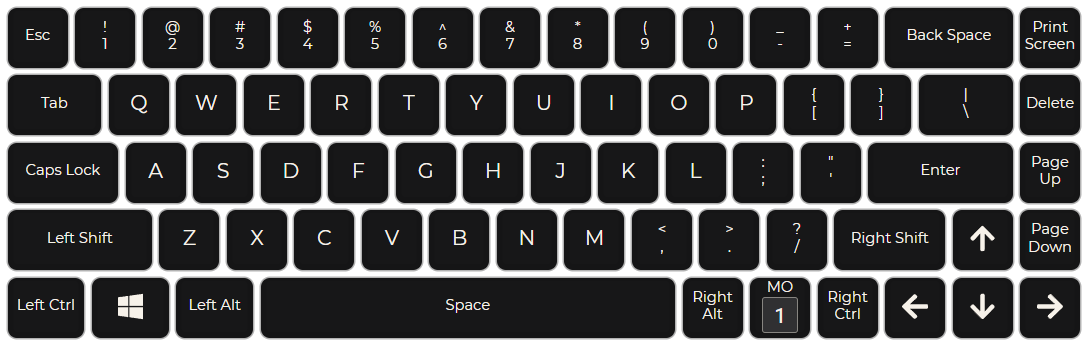 Esc ! @ # $ % ^ & * ( ) _ + Back Space Print
1 2 3 4 5 6 7 8 9 0 - = Screen
Tab Q W E R T Y U I O P { } | Delete
[ ] \
Caps Lock A S D F G H J K L : " Enter Page
; ' Up
Left Shift Z X C V B N M < > ? Right Shift Page
, . / Down
Left Ctrl Left Alt Space Right MO Right
Alt 1 Ctrl